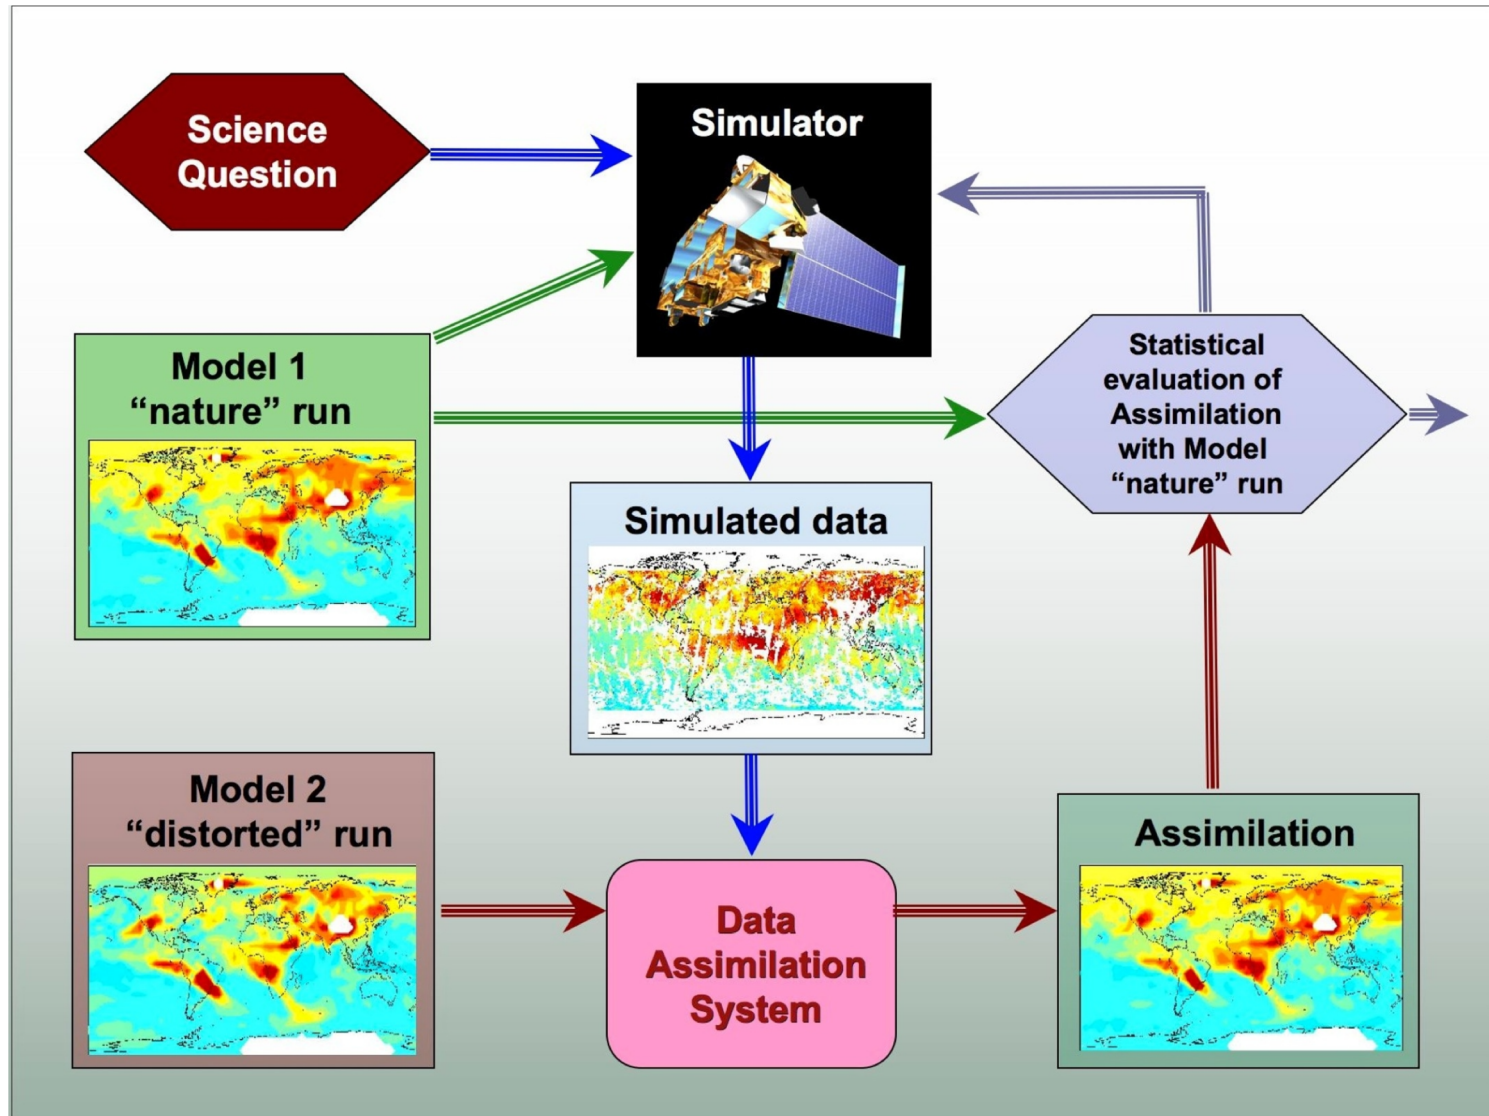 Science
Question
Simulator
Model 1
“nature” run
Statistical
evaluation of
Assimilation
with Model
“nature” run
Simulated data
Model 2
“distorted” run
Data
Assimilation
System
Assimilation